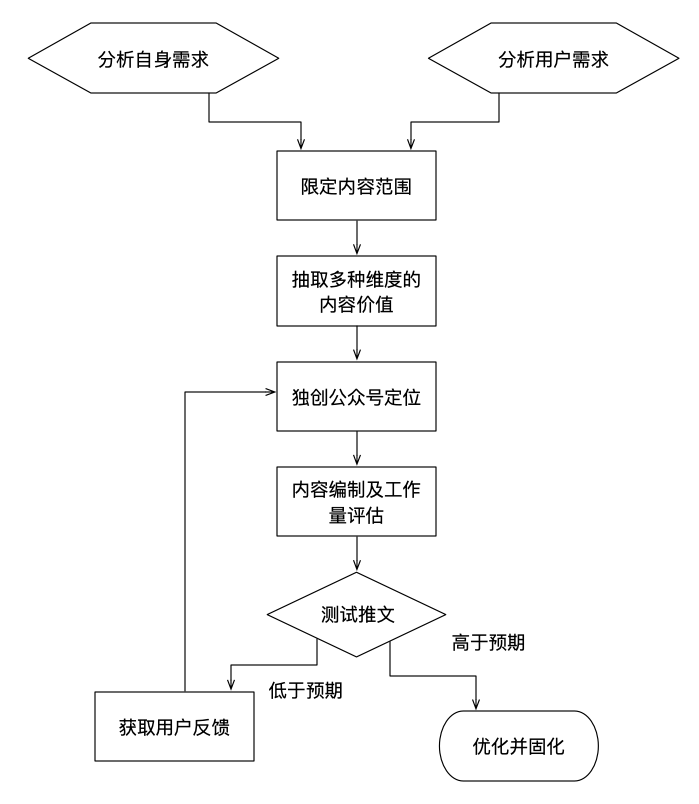 分析自身需求
分析用户需求
限定内容范围
抽取多种维度的
内容价值
独创公众号定位
内容编制及工作
量评估
测试推文
高于预期
低于预期
获取用户反馈
优化并固化